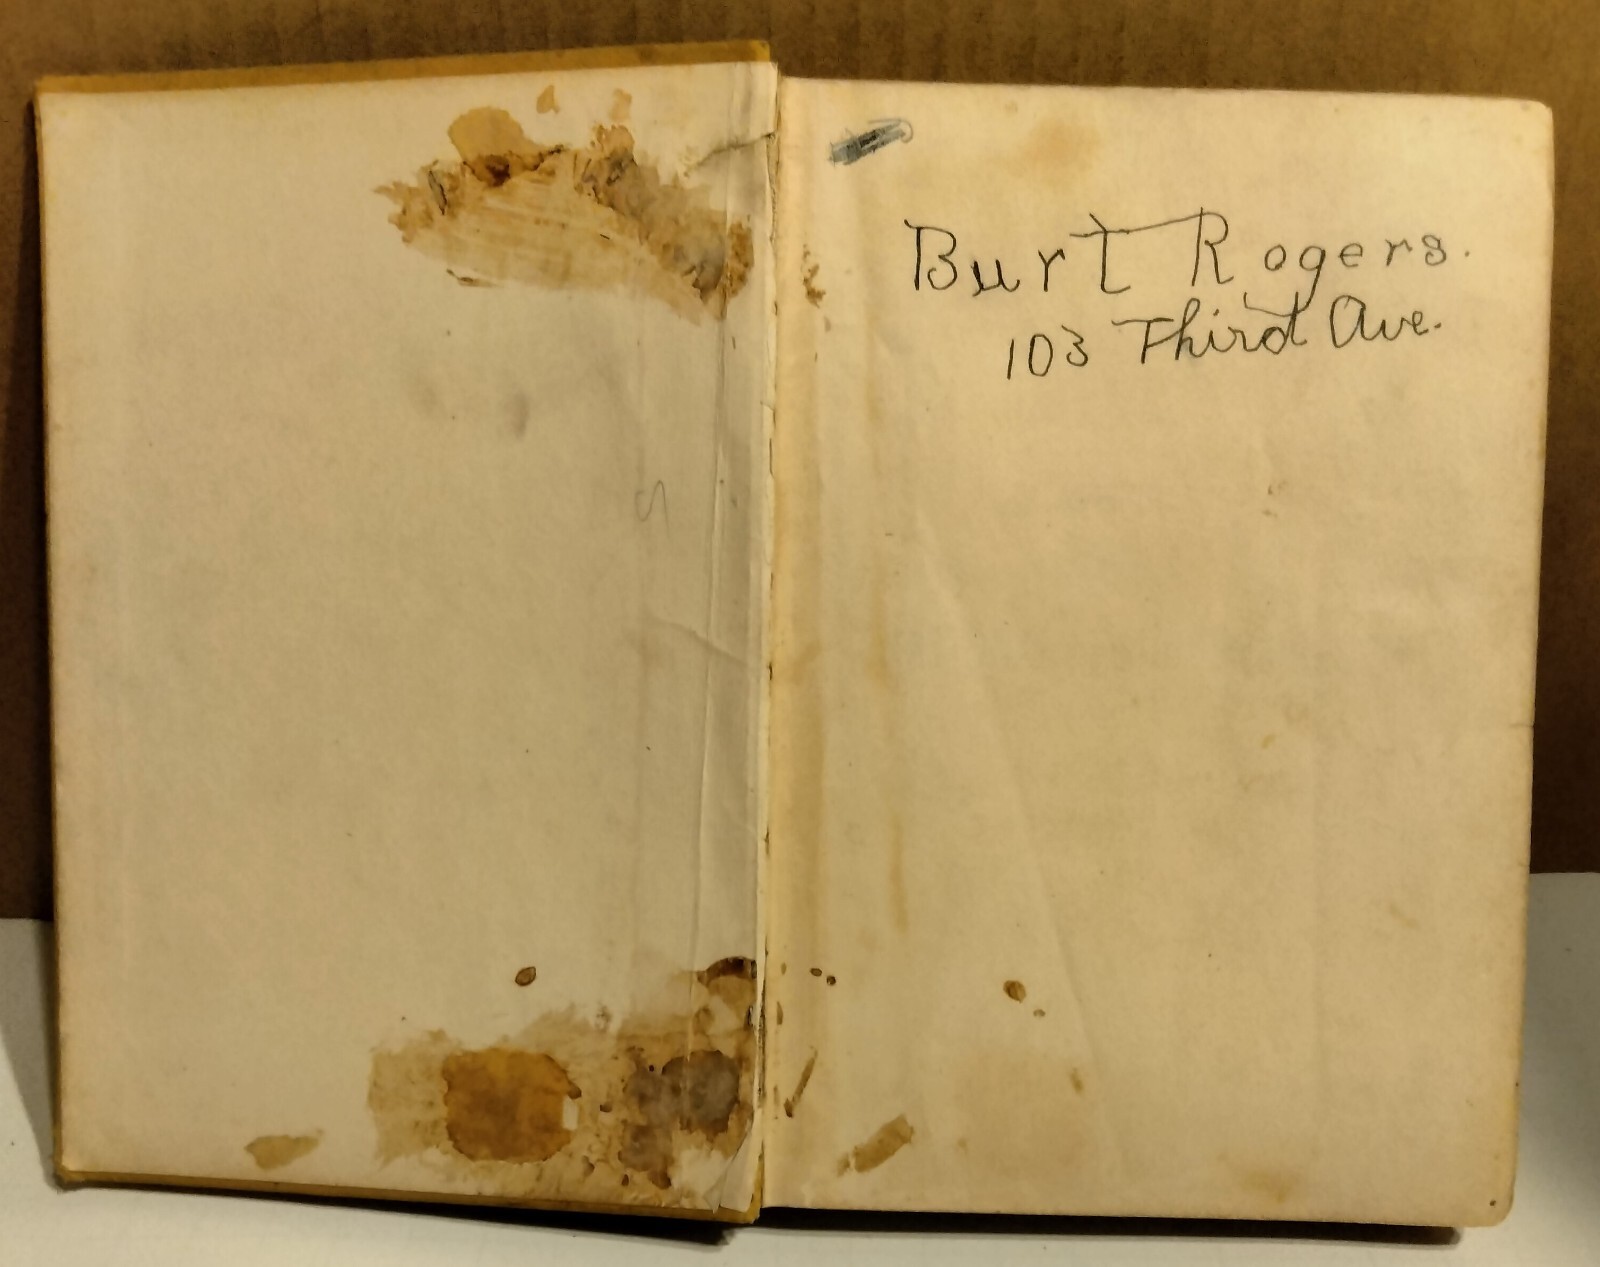 Burt Rogers.
103 Third Ave.